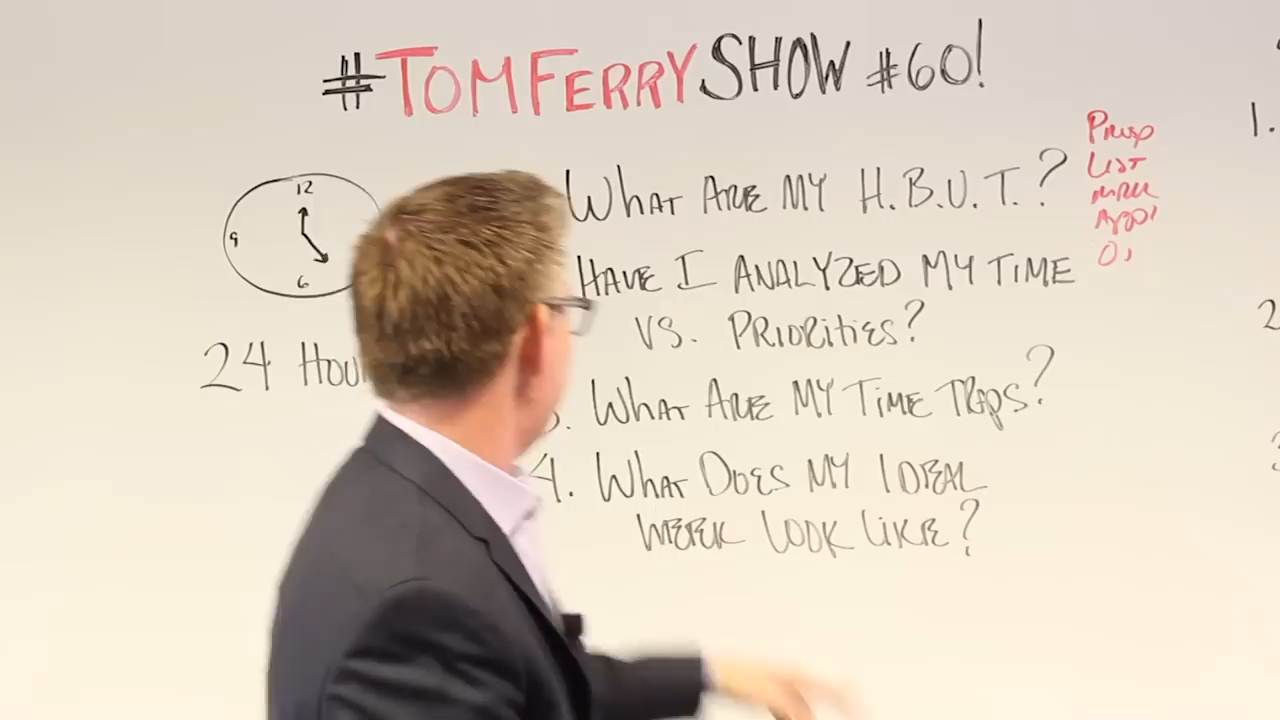 #TOMFERRYSHOW #60!
12
9
6
24 HOU
WHAT ARE MY H.B.U.T.?
HAVE I ANALYZED MY TIME
VS. PRIORITIES?
WHAT ARE MY TIME TRAPS?
4. WHAT DOES MY IDEAL
WEEK LOOK LIKE?
PROSP
LIST
1.
2
3